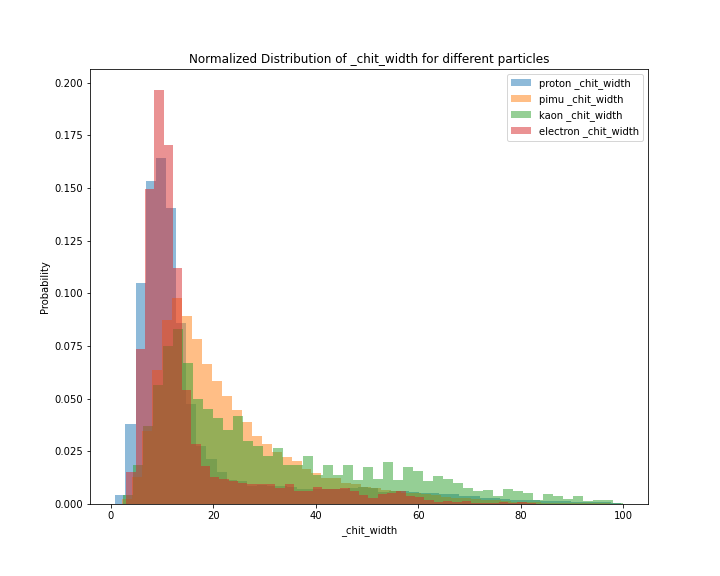 Normalized Distribution of _chit_width for different particles
proton _chit_width
pimu _chit_width
kaon _chit_width
electron _chit_width
Probability
0.200
0.175
0.150
0.125
0.100
0.075
0.050
0.025
0.000
0 20 40 60 80 100
_chit_width